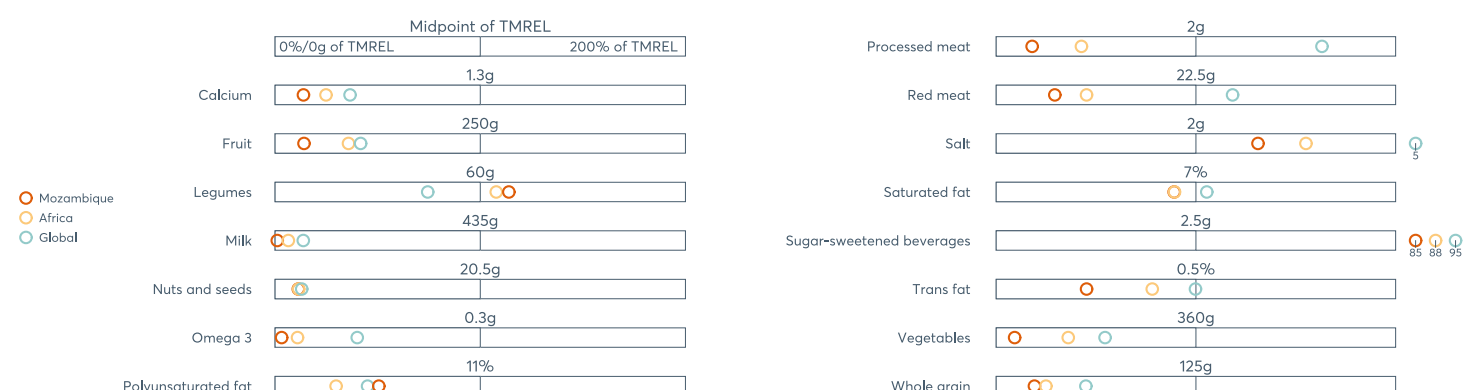 Midpoint of TMREL
0%/0g of TMREL 200% of TMREL
1.3g
Calcium
250g
Fruit
60g
Legumes
435g
Milk
20.5g
Nuts and seeds
0.3g
Omega 3
11%
Polyunsaturated fat
Mozambique
Africa
Global
2g
Processed meat
22.5g
Red meat
2g
Salt
5
7%
Saturated fat
2.5g
Sugar-sweetened beverages
85 88 95
0.5%
Trans fat
360g
Vegetables
125g
Whole grain